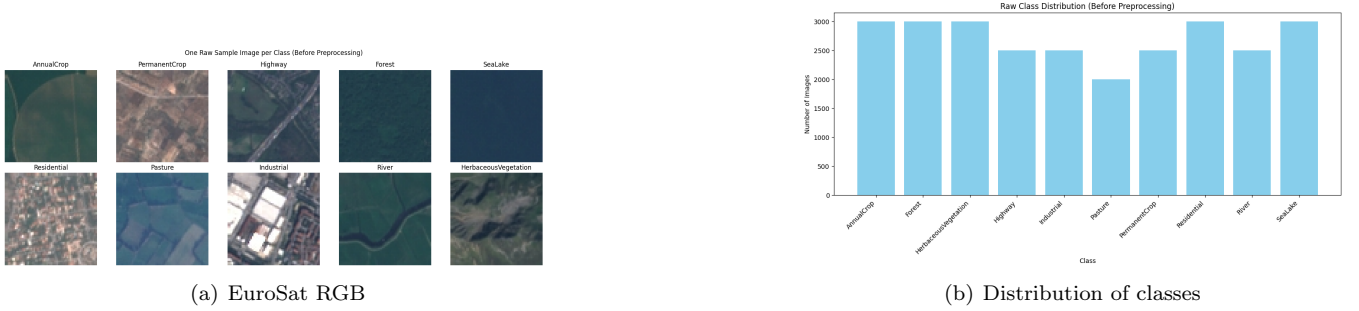 One Raw Sample Image per Class (Before Preprocessing)
AnnualCrop PermanentCrop Highway Forest SeaLake
Residential Pasture Industrial River HerbaceousVegetation
(a) EuroSat RGB
Raw Class Distribution (Before Preprocessing)
Number of Images
3000
2500
2000
1500
1000
500
0
AnnualCrop
Forest
HerbaceousVegetation
Highway
Industrial
Pasture
PermanentCrop
Residential
River
SeaLake
Class
(b) Distribution of classes